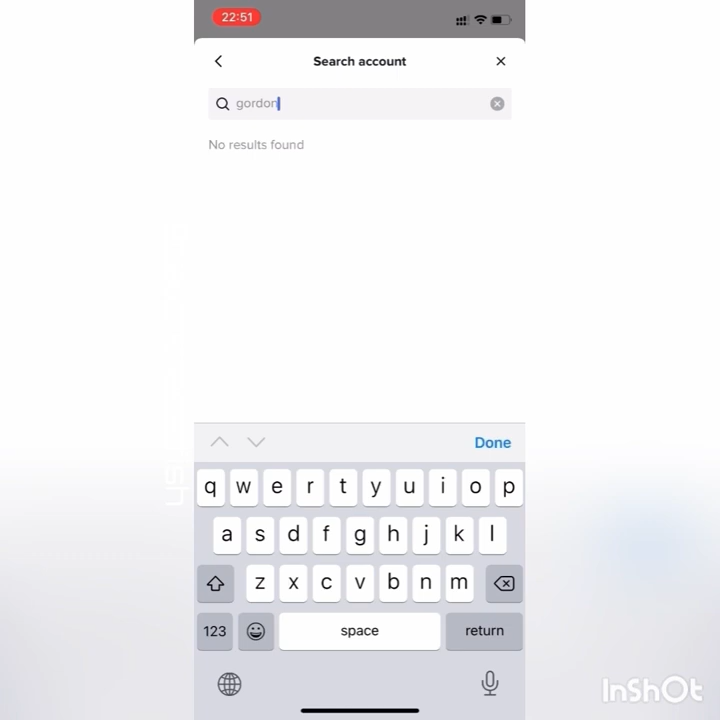 22:51
Search account
gordon
No results found
Done
q w e r t y u i o p
a s d f g h j k l
z x c v b n m
123 space return
InShOt